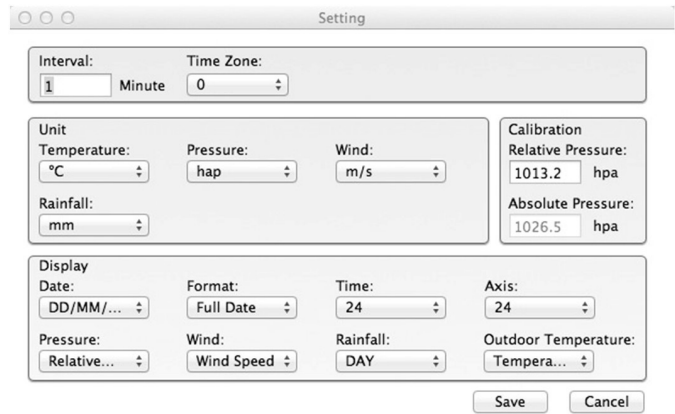 Setting
Interval: Time Zone:
1 Minute 0
Unit
Temperature: Pressure: Wind:
°C hap m/s
Rainfall:
mm
Calibration
Relative Pressure:
1013.2 hpa
Absolute Pressure:
1026.5 hpa
Display
Date: Format: Time: Axis:
DD/MM/... Full Date 24 24
Pressure: Wind: Rainfall: Outdoor Temperature:
Relative... Wind Speed DAY Tempera...
Save Cancel